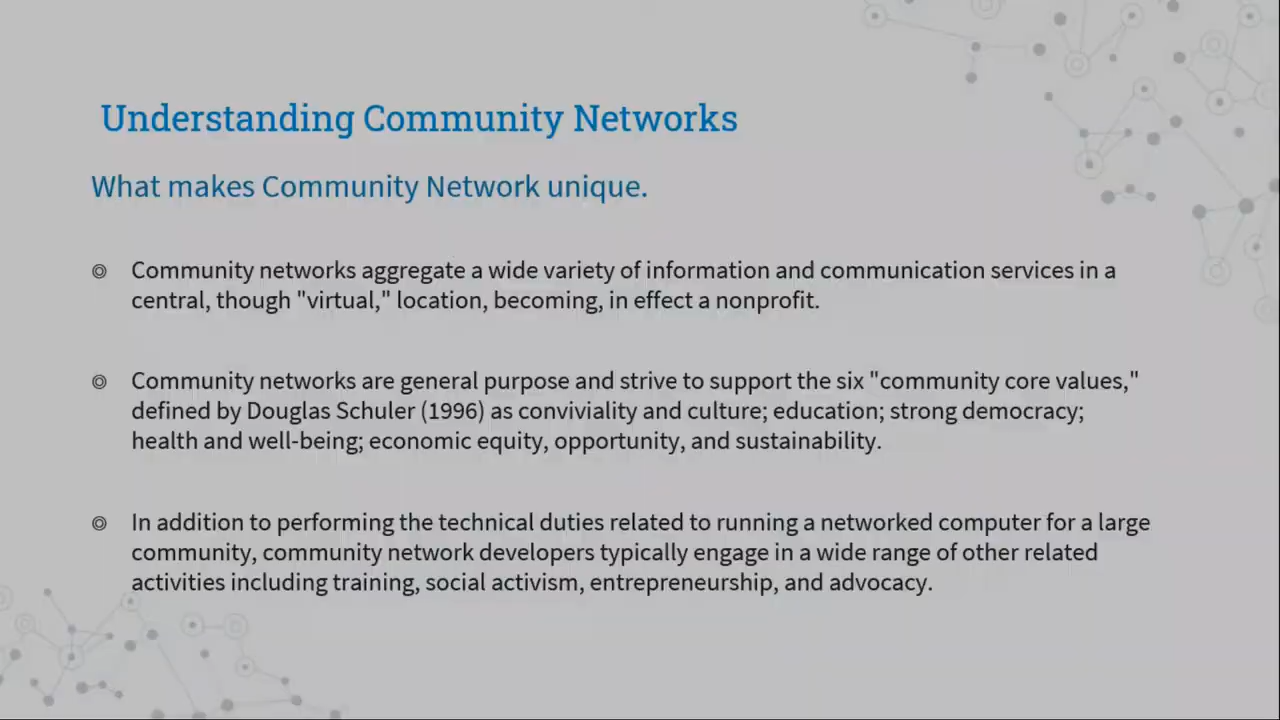 Understanding Community Networks
What makes Community Network unique.
Community networks aggregate a wide variety of information and communication services in a
central, though "virtual," location, becoming, in effect a nonprofit.
Community networks are general purpose and strive to support the six "community core values,"
defined by Douglas Schuler (1996) as conviviality and culture; education; strong democracy;
health and well-being; economic equity, opportunity, and sustainability.
In addition to performing the technical duties related to running a networked computer for a large
community, community network developers typically engage in a wide range of other related
activities including training, social activism, entrepreneurship, and advocacy.